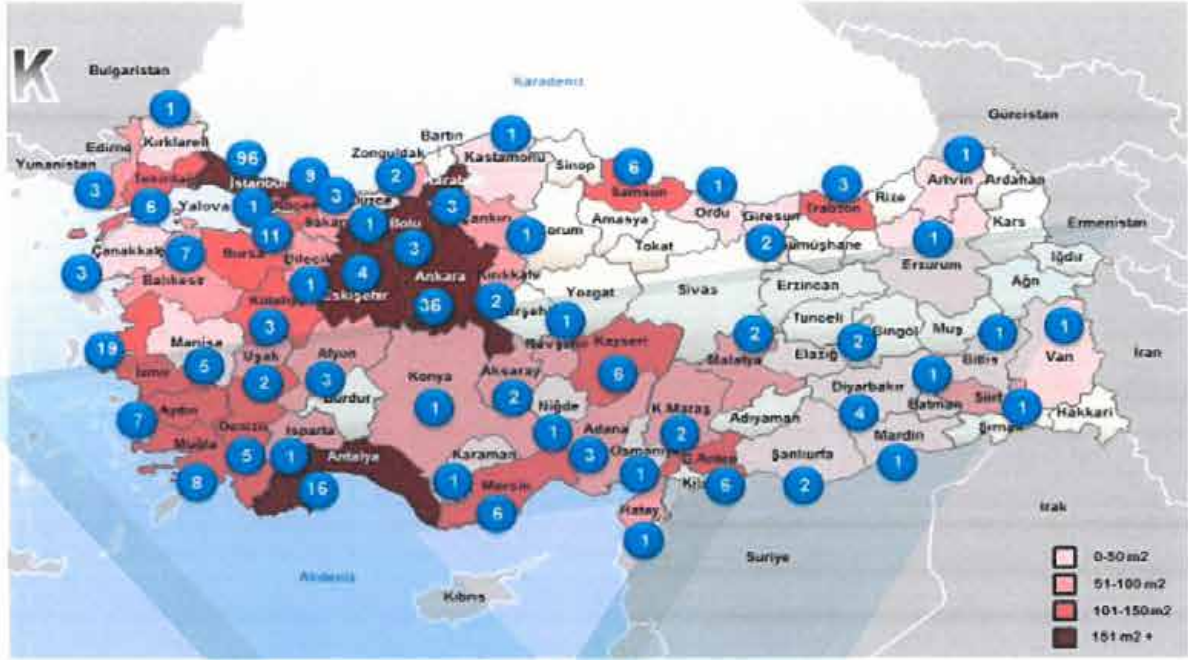 K
Bulgaristan
Karadeniz
Gürcistan
1
Kırklareli
Edirne
Yunanistan
3
96
İstanbul
6
Yalova
1
9
3
Zonguldak
2
Bartın
1
Kastamonu
Sinop
6
Samsun
1
Ordu
Giresun
2
3
Trabzon
Rize
1
Artvin
Ardahan
Kars
Ermenistan
Iğdır
Çanakkale
7
11
Bursa
1
Bolu
3
3
1
Amasya
Tokat
1
Erzurum
Ağrı
3
Balıkesir
Bilecik
1
4
Eskişehir
Ankara
36
Kırıkkale
2
Yozgat
Sivas
Erzincan
Tunceli
Bingöl
Muş
1
Bitlis
1
Van
İran
19
İzmir
Manisa
5
Kütahya
3
Uşak
2
Afyon
3
Burdur
Konya
1
Aksaray
2
Nevşehir
1
Kayseri
6
Niğde
1
Malatya
2
Elazığ
2
Diyarbakır
4
1
Batman
Siirt
1
Şırnak
Hakkari
7
Aydın
Muğla
8
Denizli
5
Isparta
1
Antalya
16
Karaman
1
Mersin
6
Adana
3
Osmaniye
1
K.Maraş
2
Adıyaman
G.Antep
6
Kilis
Şanlıurfa
2
Mardin
1
Hatay
1
Suriye
Irak
Akdeniz
Kıbrıs
0-50 m2
51-100 m2
101-150 m2
151 m2 +